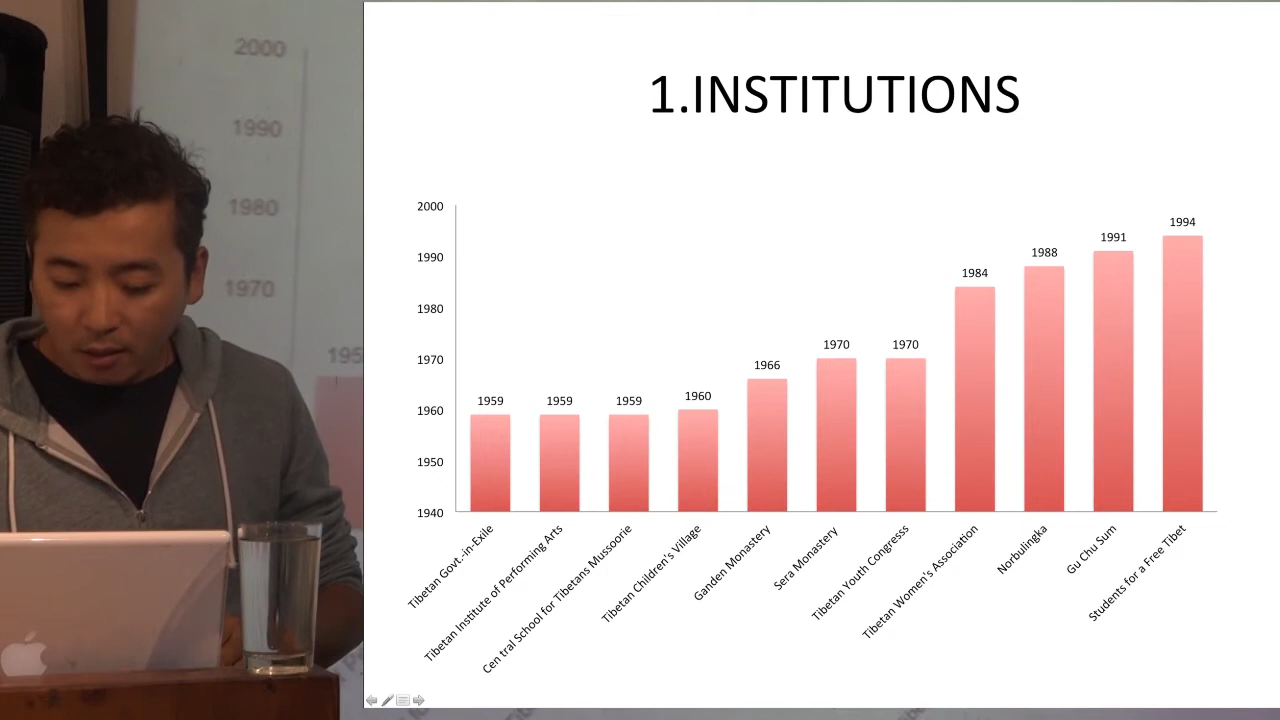 2000
1990
1980
1970
195
1.INSTITUTIONS
2000
1990
1980
1970
1960
1950
1940
1959
1959
1959
1960
1966
1970
1970
1984
1988
1991
1994
Tibetan Govt.-in-Exile
Tibetan Institute of Performing Arts
Cen tral School for Tibetans Mussoorie
Tibetan Children's Village
Ganden Monastery
Sera Monastery
Tibetan Youth Congresss
Tibetan Women's Association
Norbulingka
Gu Chu Sum
Students for a Free Tibet